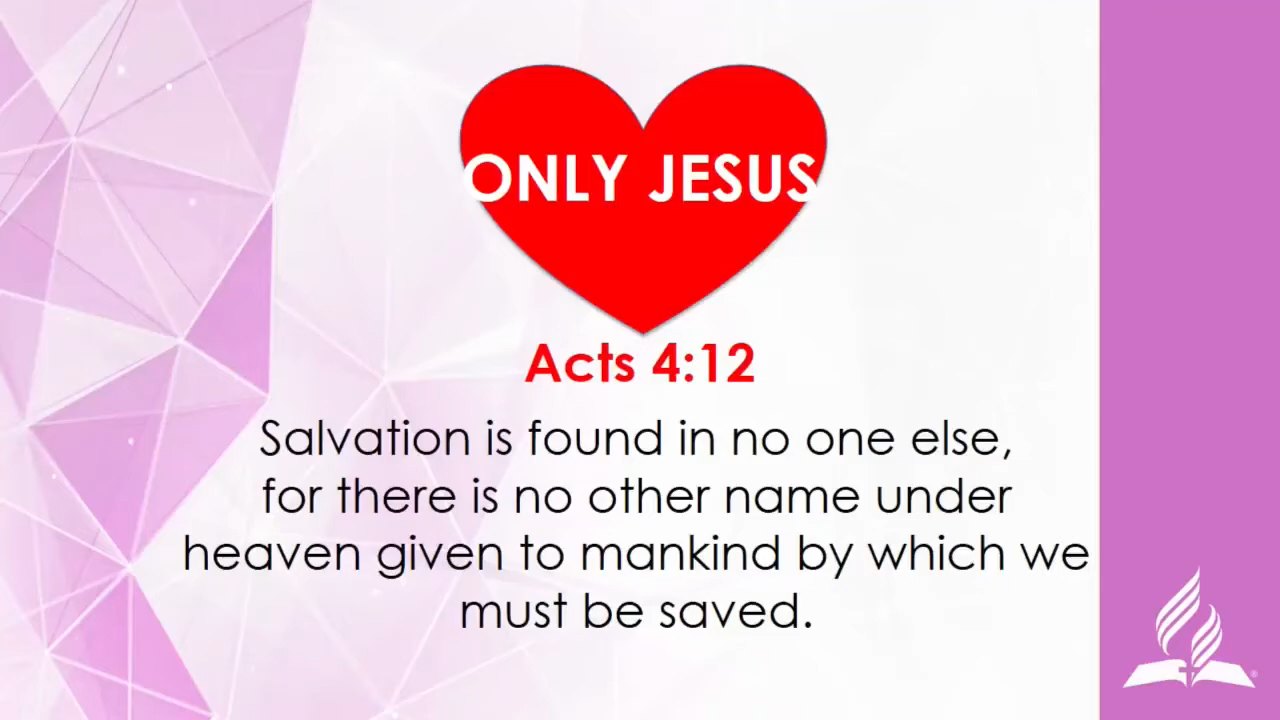 ONLY JESUS
Acts 4:12
Salvation is found in no one else,
for there is no other name under
heaven given to mankind by which we
must be saved.